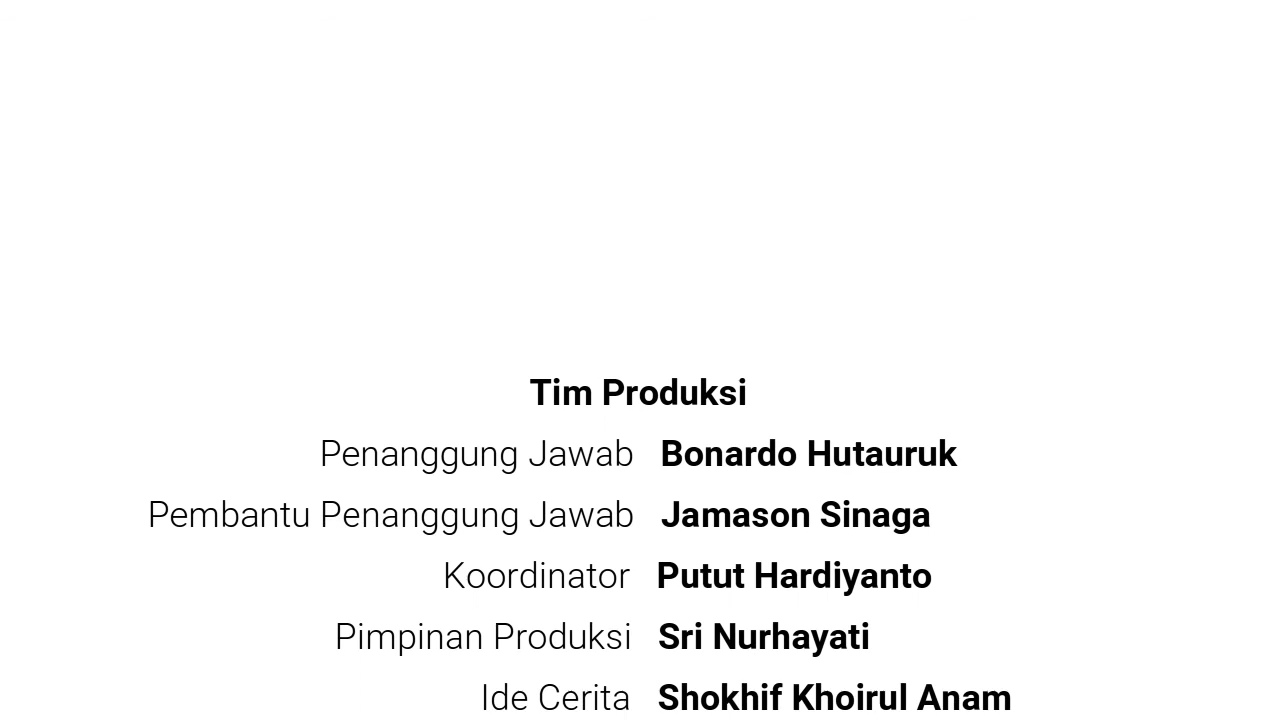 Tim Produksi
Penanggung Jawab Bonardo Hutauruk
Pembantu Penanggung Jawab Jamason Sinaga
Koordinator Putut Hardiyanto
Pimpinan Produksi Sri Nurhayati
Ide Cerita Shokhif Khoirul Anam